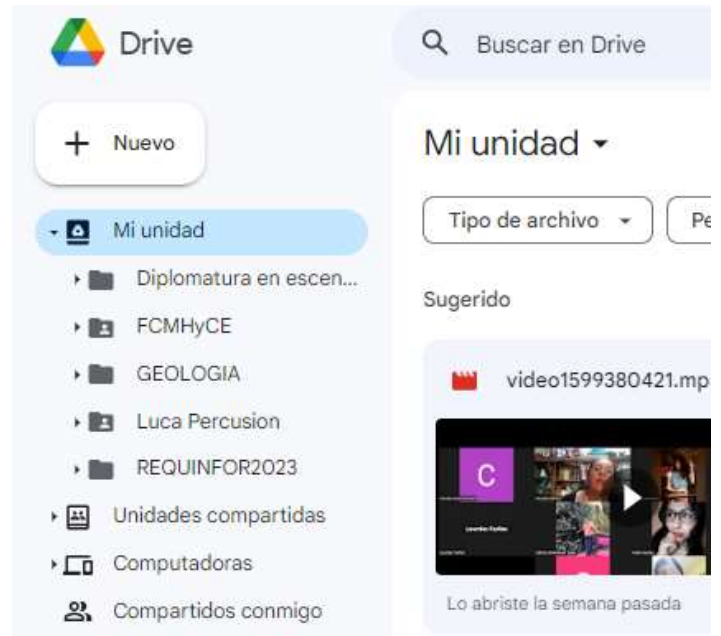 Drive
Buscar en Drive
Nuevo
Mi unidad
Tipo de archivo
Pe
Mi unidad
Diplomatura en escen...
FCMHyCE
GEOLOGIA
Luca Percusion
REQUINFOR2023
Unidades compartidas
Computadoras
Compartidos conmigo
Sugerido
video1599380421.mp
C
Lo abriste la semana pasada